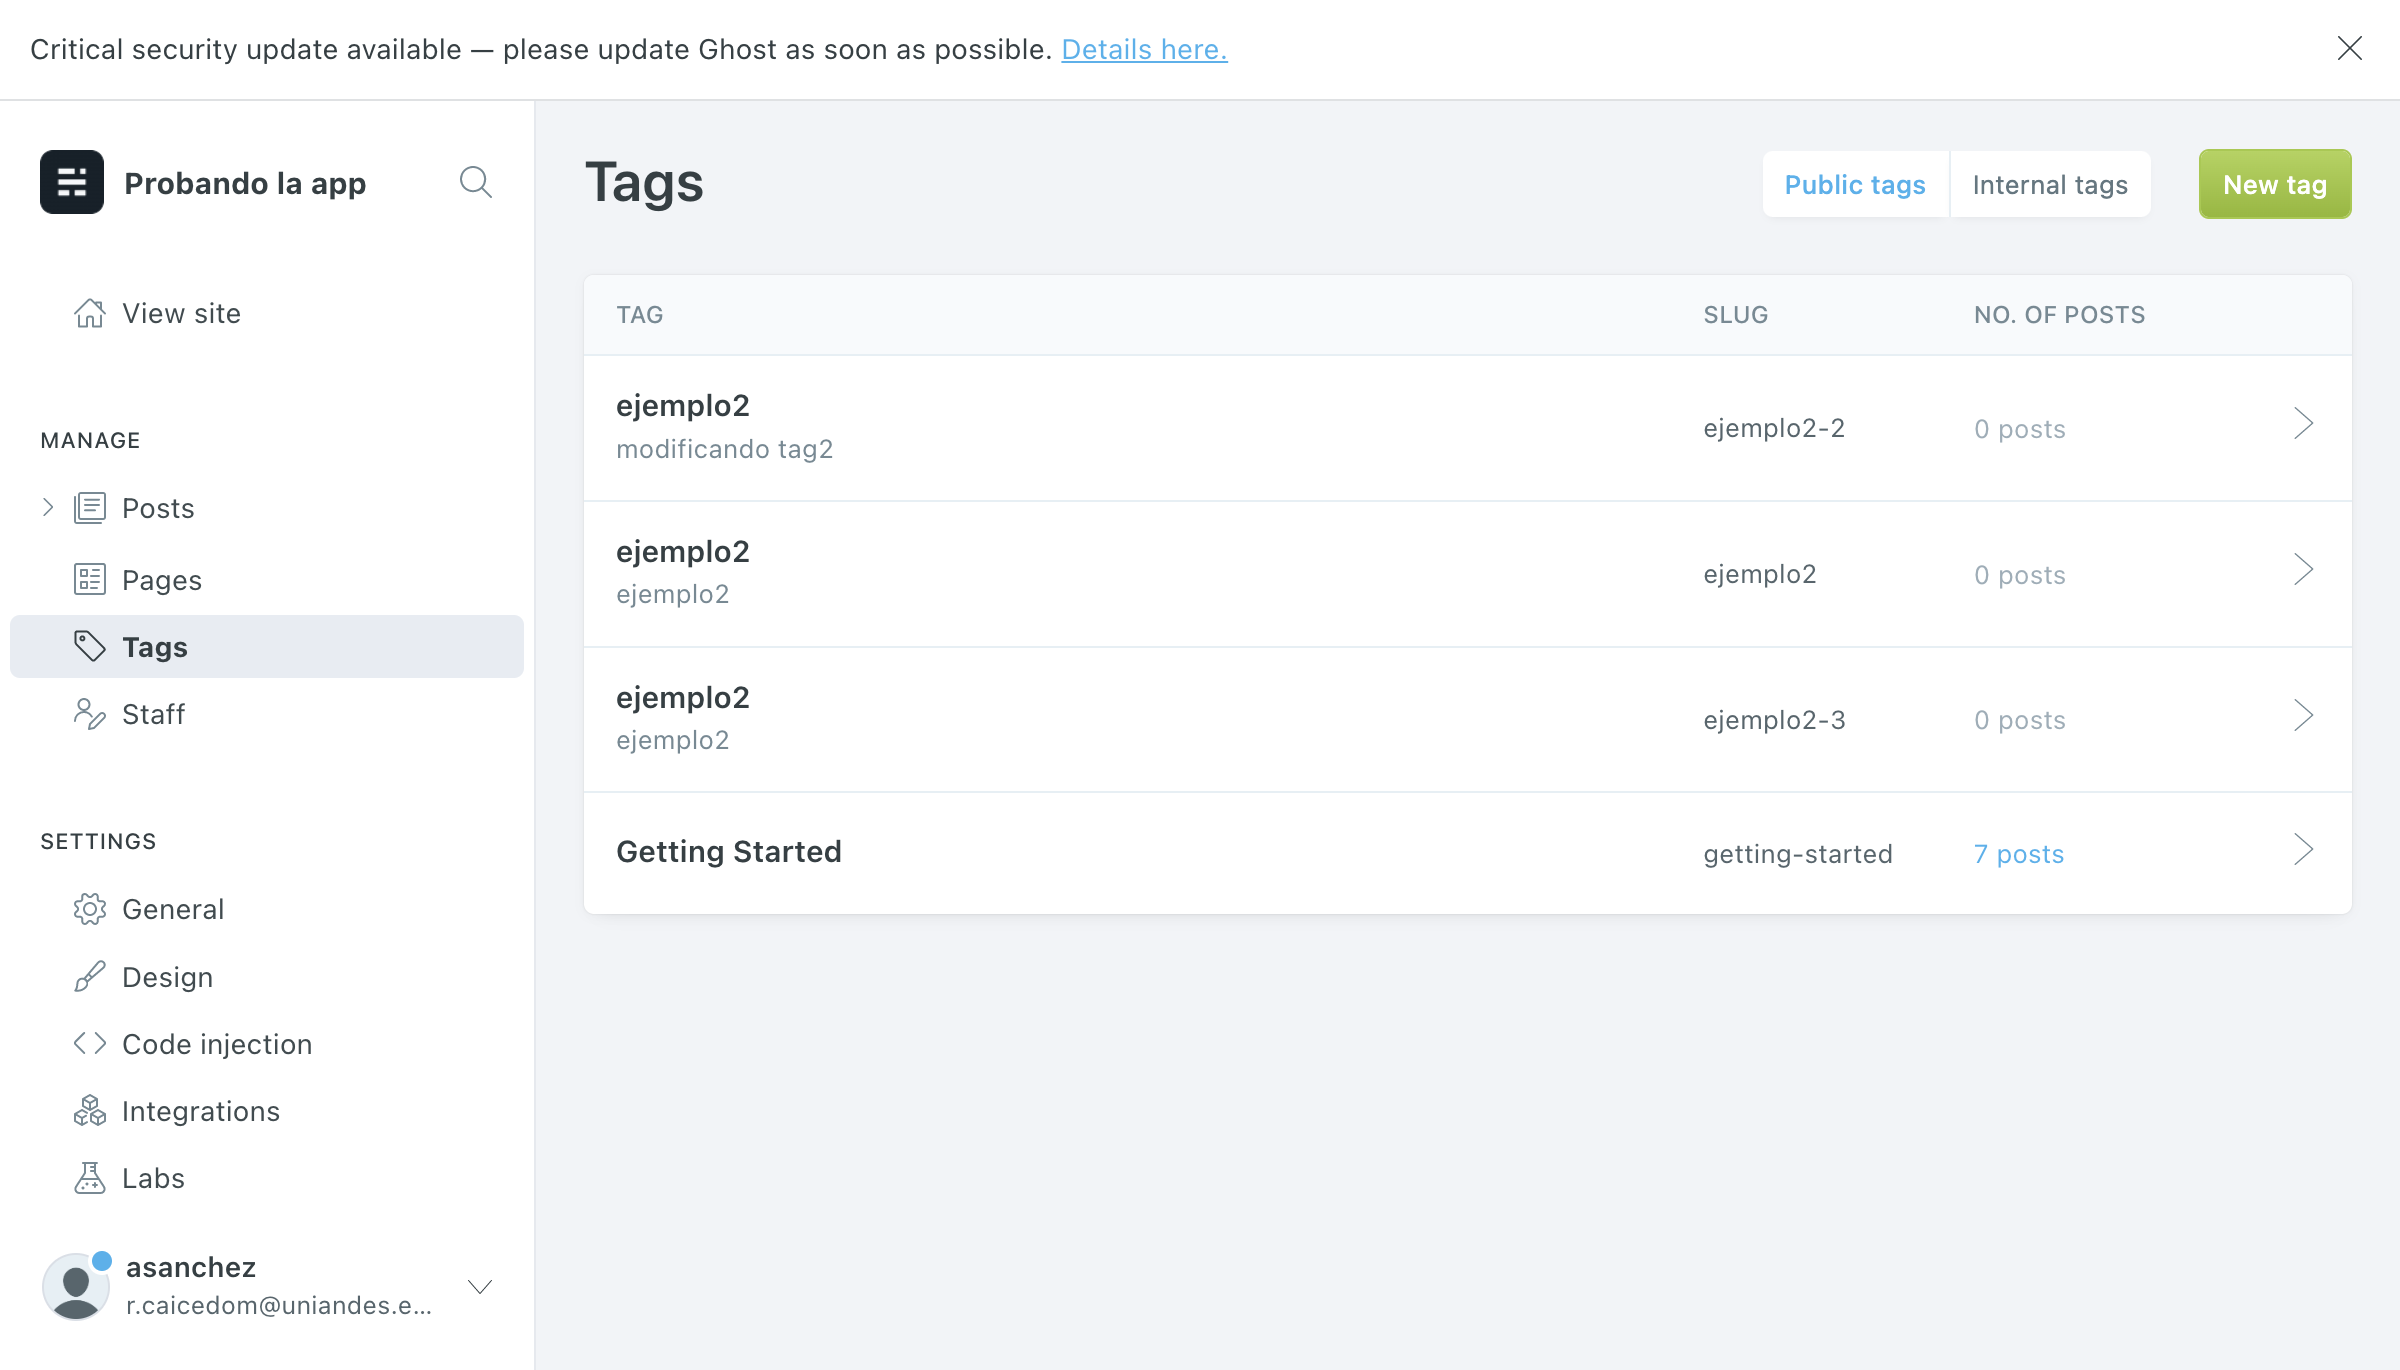 Critical security update available — please update Ghost as soon as possible. Details here.
Probando la app
View site
MANAGE
Posts
Pages
Tags
Staff
SETTINGS
General
Design
Code injection
Integrations
Labs
asanchez
r.caicedom@uniandes.e...
Tags
Public tags
Internal tags
New tag
TAG SLUG NO. OF POSTS
ejemplo2
modificando tag2
ejemplo2-2 0 posts
ejemplo2
ejemplo2
ejemplo2 0 posts
ejemplo2
ejemplo2
ejemplo2-3 0 posts
Getting Started getting-started 7 posts